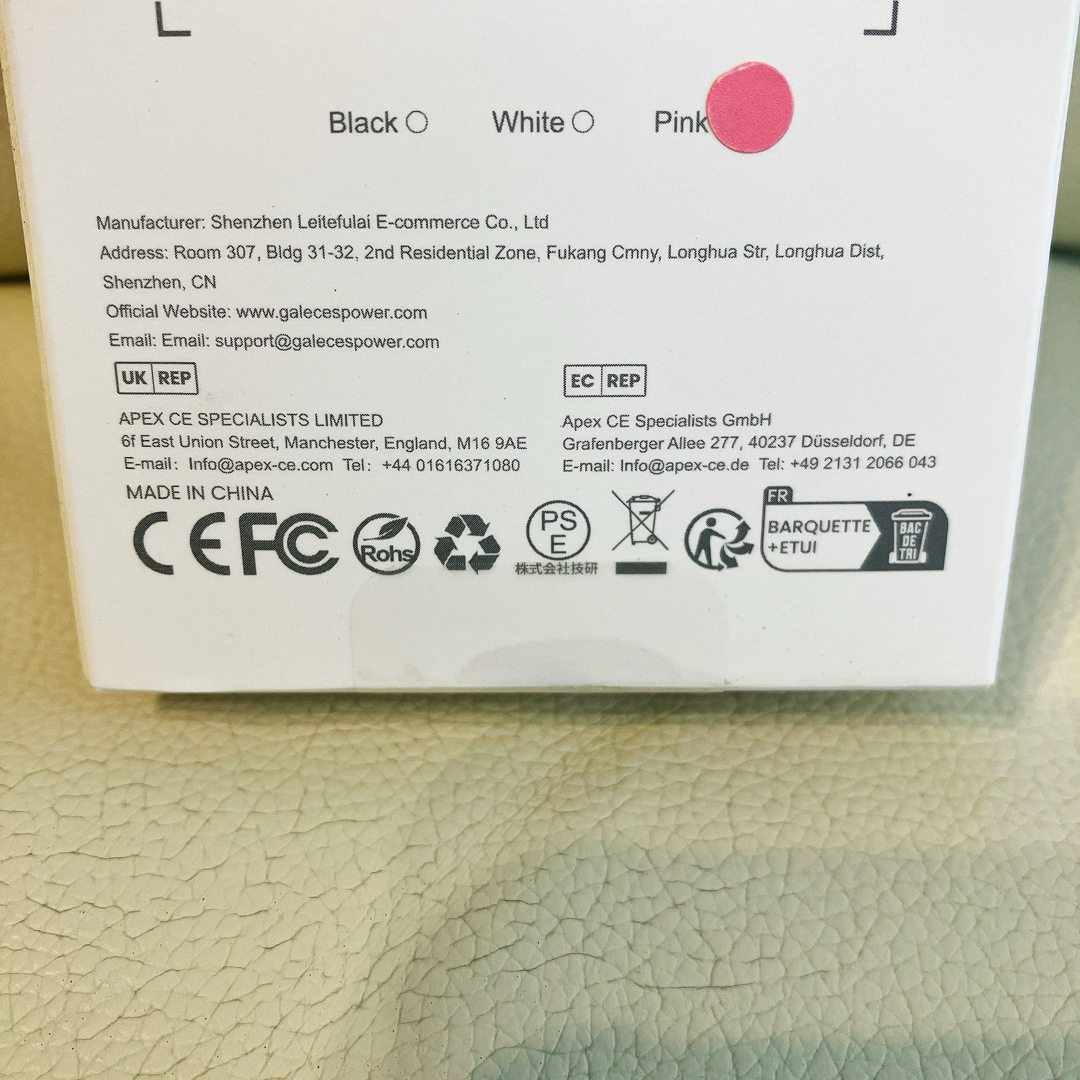 Black White Pink
Manufacturer: Shenzhen Leitefulai E-commerce Co., Ltd
Address: Room 307, Bldg 31-32, 2nd Residential Zone, Fukang Cmny, Longhua Str, Longhua Dist,
Shenzhen, CN
Official Website: www.galecespower.com
Email: Email: support@galecespower.com
UK REP
APEX CE SPECIALISTS LIMITED
6f East Union Street, Manchester, England, M16 9AE
E-mail: Info@apex-ce.com Tel: +44 01616371080
EC REP
Apex CE Specialists GmbH
Grafenberger Allee 277, 40237 Düsseldorf, DE
E-mail: Info@apex-ce.de Tel: +49 2131 2066 043
MADE IN CHINA
CE FC Rohs
PS
E
株式会社技研
FR
BARQUETTE
+ETUI
BAC
DE
TRI